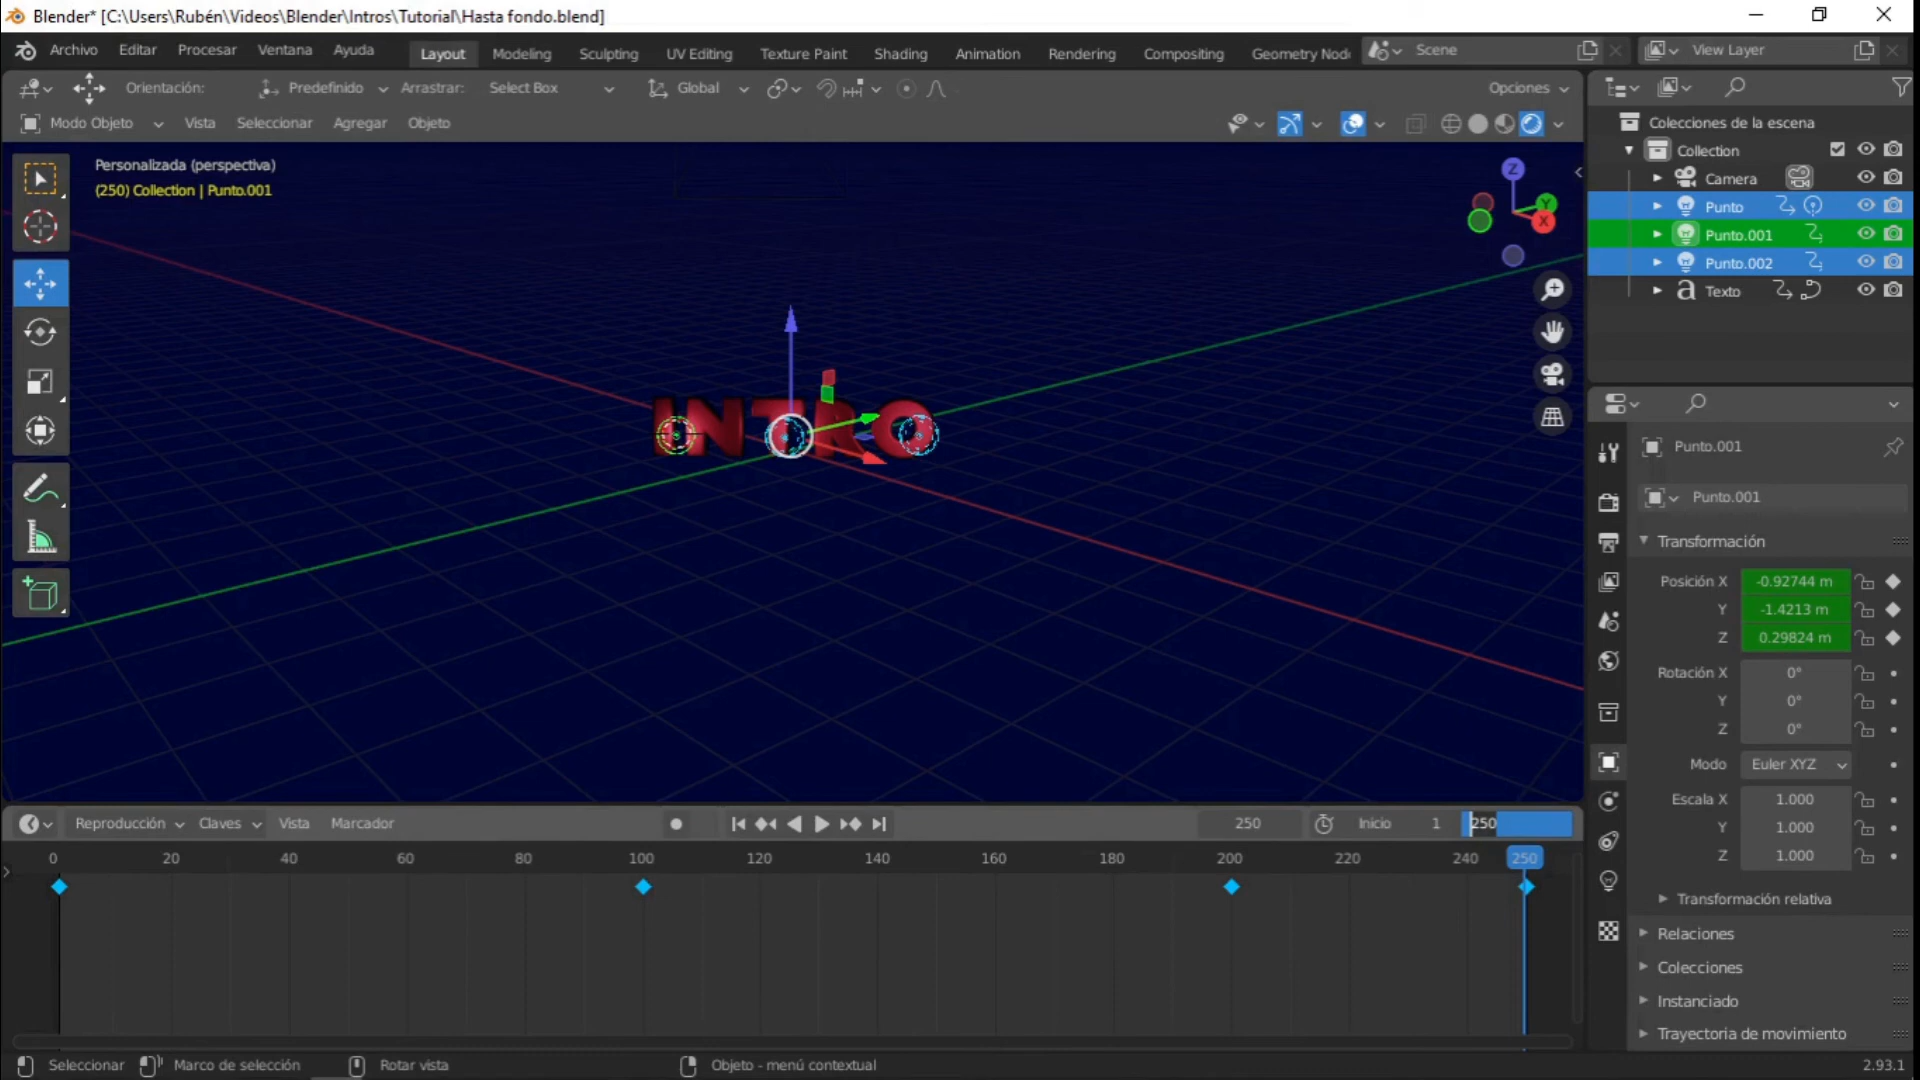 Blender* [C:\Users\Rubén\Videos\Blender\Intros\Tutorial\Hasta fondo.blend]
Archivo Editar Procesar Ventana Ayuda Layout Modeling Sculpting UV Editing Texture Paint Shading Animation Rendering Compositing Geometry Nod Scene View Layer
Orientación: Predefinido Arrastrar: Select Box Global Opciones
Modo Objeto Vista Seleccionar Agregar Objeto
Personalizada (perspectiva)
(250) Collection | Punto.001
INTRO
Z
Y
X
Colecciones de la escena
Collection
Camera
Punto
Punto.001
Punto.002
Texto
Punto.001
Punto.001
Transformación
Posición X -0.92744 m
Y -1.4213 m
Z 0.29824 m
Rotación X 0°
Y 0°
Z 0°
Modo Euler XYZ
Escala X 1.000
Y 1.000
Z 1.000
Transformación relativa
Relaciones
Colecciones
Instanciado
Trayectoria de movimiento
Reproducción Claves Vista Marcador 250 Inicio 1 250
0 20 40 60 80 100 120 140 160 180 200 220 240 250
Seleccionar Marco de selección Rotar vista Objeto - menú contextual 2.93.1